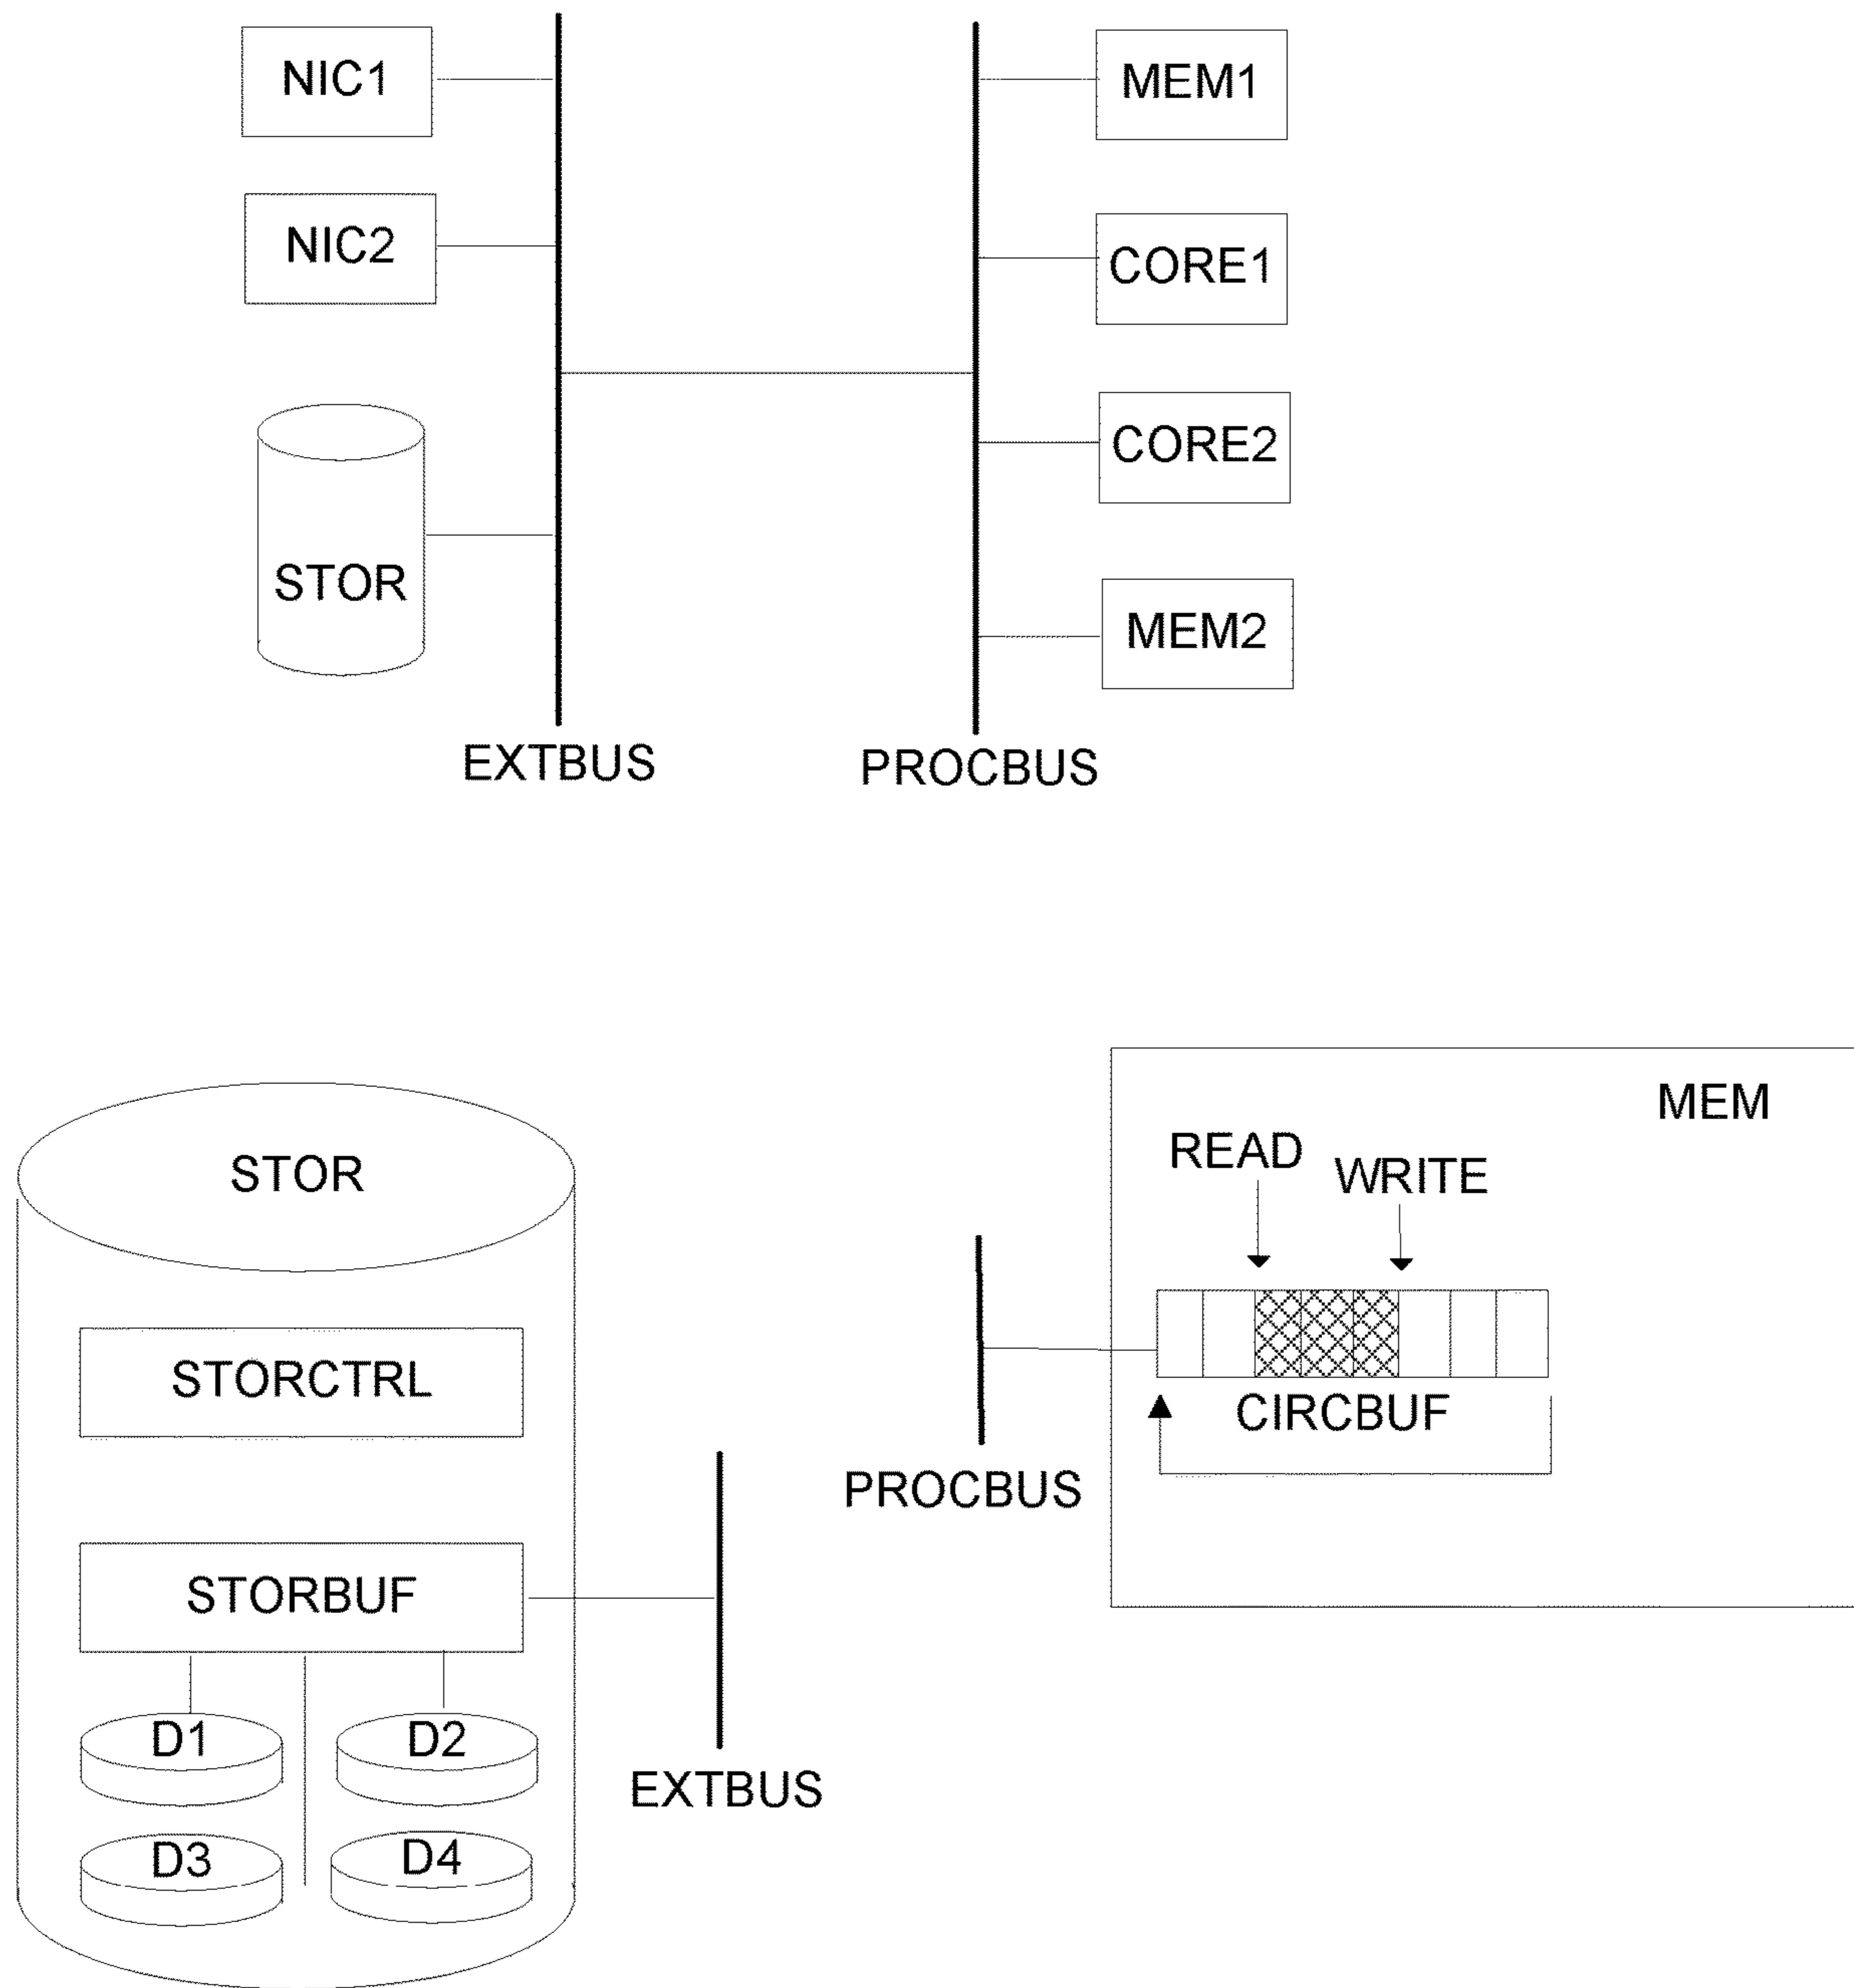 NIC1
MEM1
NIC2
CORE1
CORE2
STOR
MEM2
EXTBUS
PROCBUS
MEM
READ
WRITE
STOR
STORCTRL
CIRCBUF
PROCBUS
STORBUF
D1
D2
EXTBUS
D3
D4